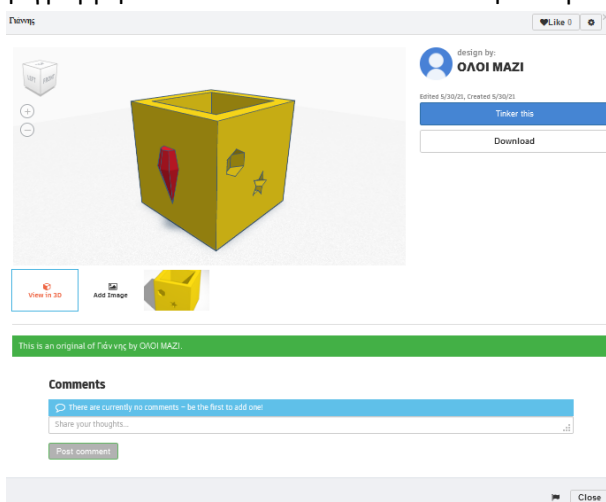 Γιάννης
Like 0
LEFT FRONT
design by:
ΟΛΟΙ ΜΑΖΙ
Edited 5/30/21, Created 5/30/21
Tinker this
Download
View in 3D
Add Image
This is an original of Γιάννης by ΟΛΟΙ ΜΑΖΙ.
Comments
There are currently no comments – be the first to add one!
Share your thoughts...
Post comment
Close